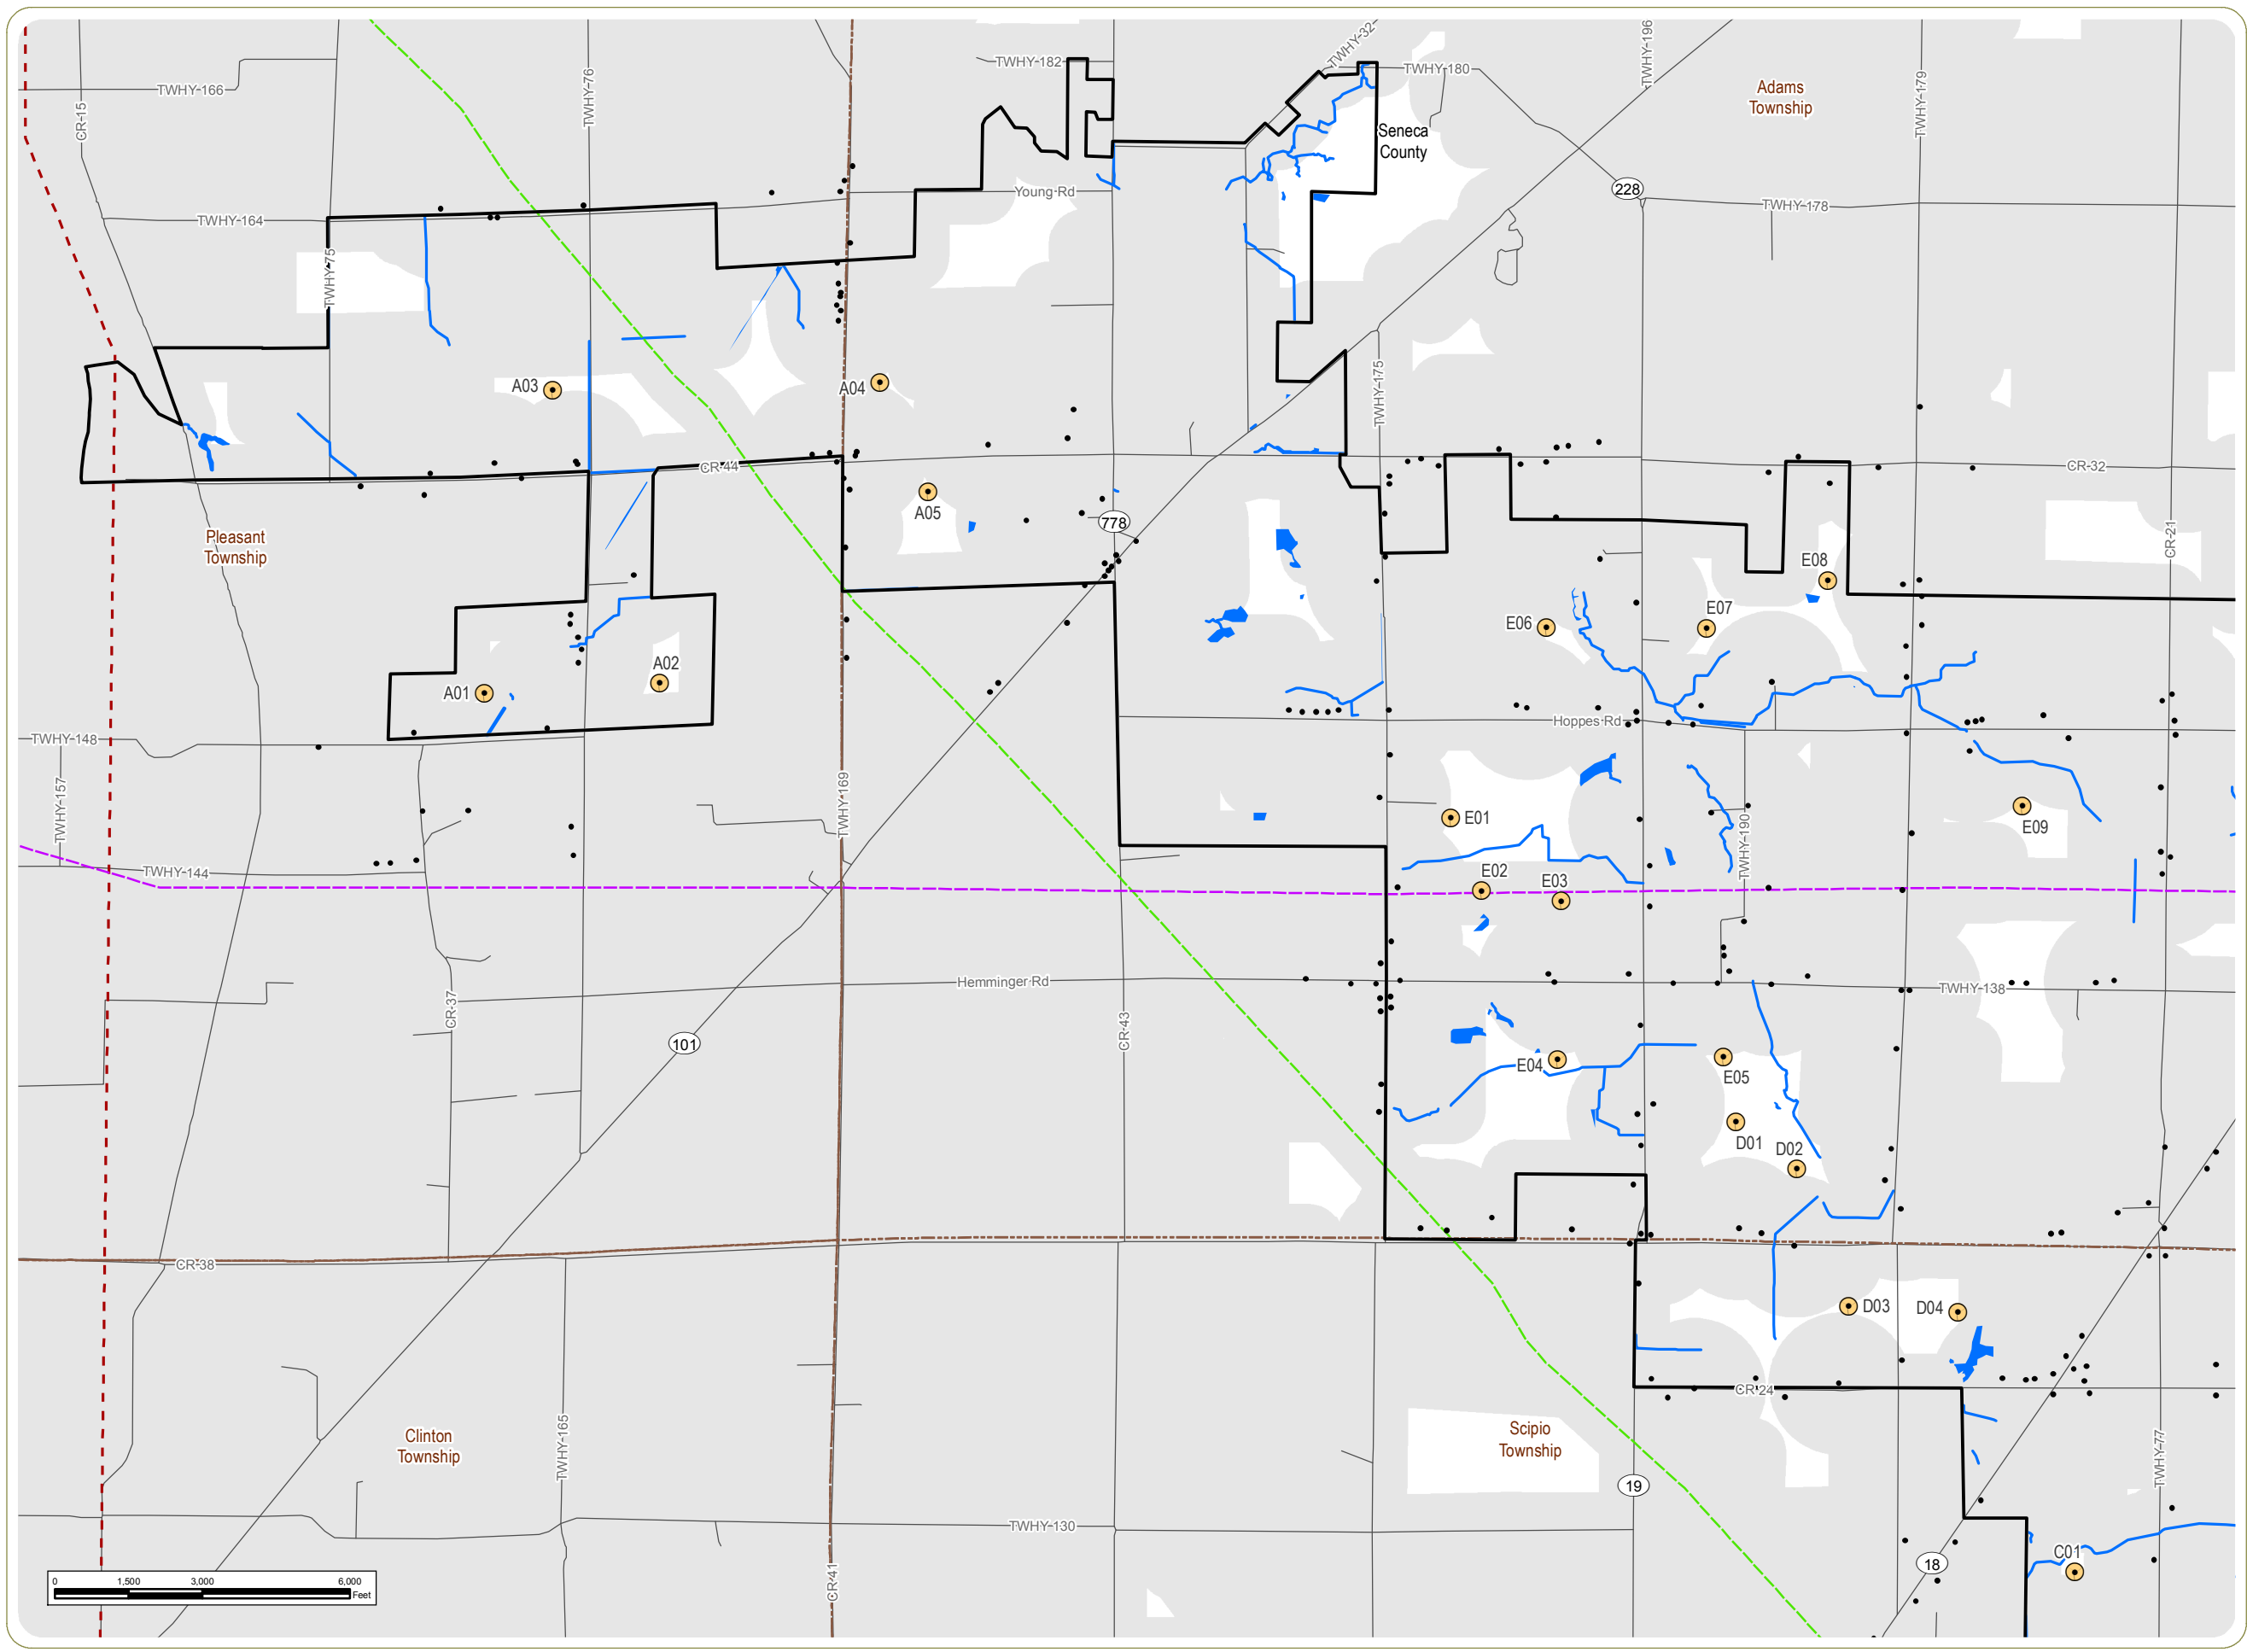 TWHY-32
TWHY-196
TWHY-182
TWHY-180
TWHY-166
TWHY-76
Adams
Township
TWHY-179
CR-15
Seneca
County
Young Rd
228
TWHY-178
TWHY-164
TWHY-75
A03
A04
TWHY-175
CR-44
CR-32
A05
778
Pleasant
Township
CR-21
E08
E07
E06
A02
A01
Hoppes Rd
TWHY-148
TWHY-157
TWHY-169
E01
TWHY-190
E09
TWHY-144
E02
E03
Hemminger Rd
TWHY-138
CR-37
CR-43
101
E04
E05
D01
D02
CR-38
D03
D04
CR-24
Clinton
Township
TWHY-165
Scipio
Township
TWHY-77
19
TWHY-130
C01
18
CR-41
0 1,500 3,000 6,000
Feet